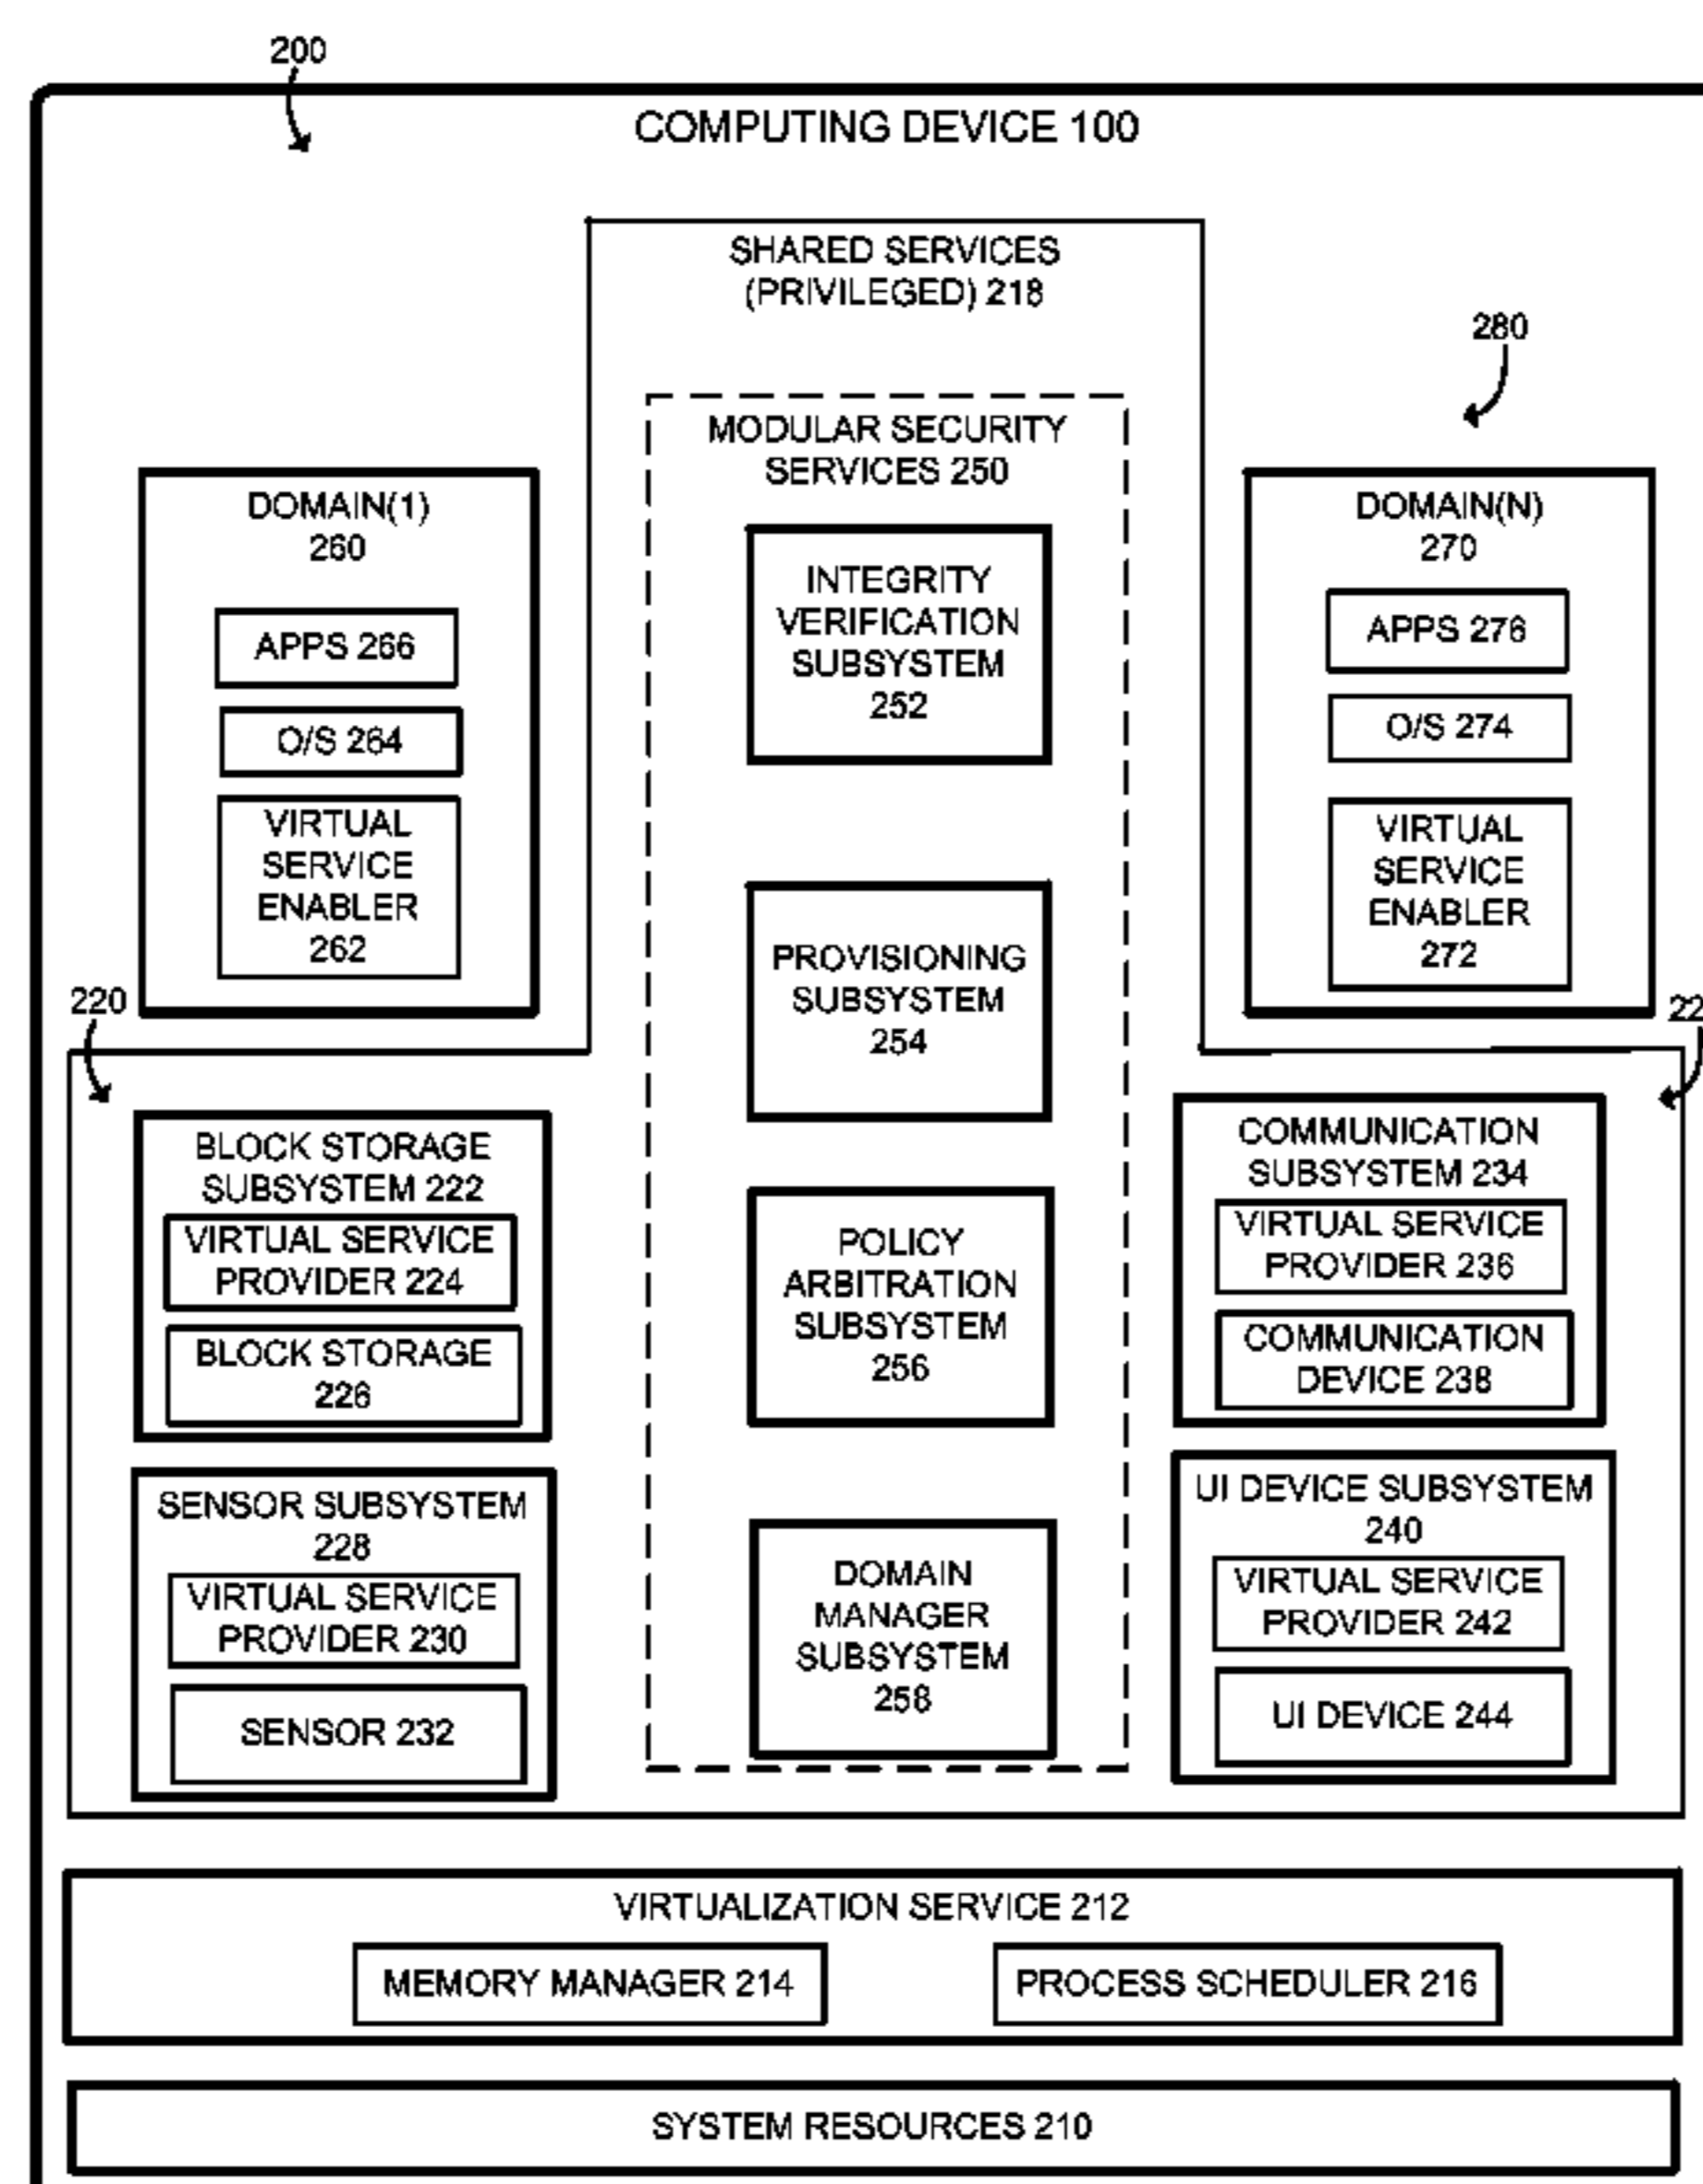 200
COMPUTING DEVICE 100
SHARED SERVICES
(PRIVILEGED) 218
280
MODULAR SECURITY
SERVICES 250
DOMAIN(1)
260
APPS 266
O/S 264
VIRTUAL
SERVICE
ENABLER
262
INTEGRITY
VERIFICATION
SUBSYSTEM
252
PROVISIONING
SUBSYSTEM
254
POLICY
ARBITRATION
SUBSYSTEM
256
DOMAIN
MANAGER
SUBSYSTEM
258
DOMAIN(N)
270
APPS 276
O/S 274
VIRTUAL
SERVICE
ENABLER
272
220
BLOCK STORAGE
SUBSYSTEM 222
VIRTUAL SERVICE
PROVIDER 224
BLOCK STORAGE
226
SENSOR SUBSYSTEM
228
VIRTUAL SERVICE
PROVIDER 230
SENSOR 232
COMMUNICATION
SUBSYSTEM 234
VIRTUAL SERVICE
PROVIDER 236
COMMUNICATION
DEVICE 238
UI DEVICE SUBSYSTEM
240
VIRTUAL SERVICE
PROVIDER 242
UI DEVICE 244
VIRTUALIZATION SERVICE 212
MEMORY MANAGER 214
PROCESS SCHEDULER 216
SYSTEM RESOURCES 210